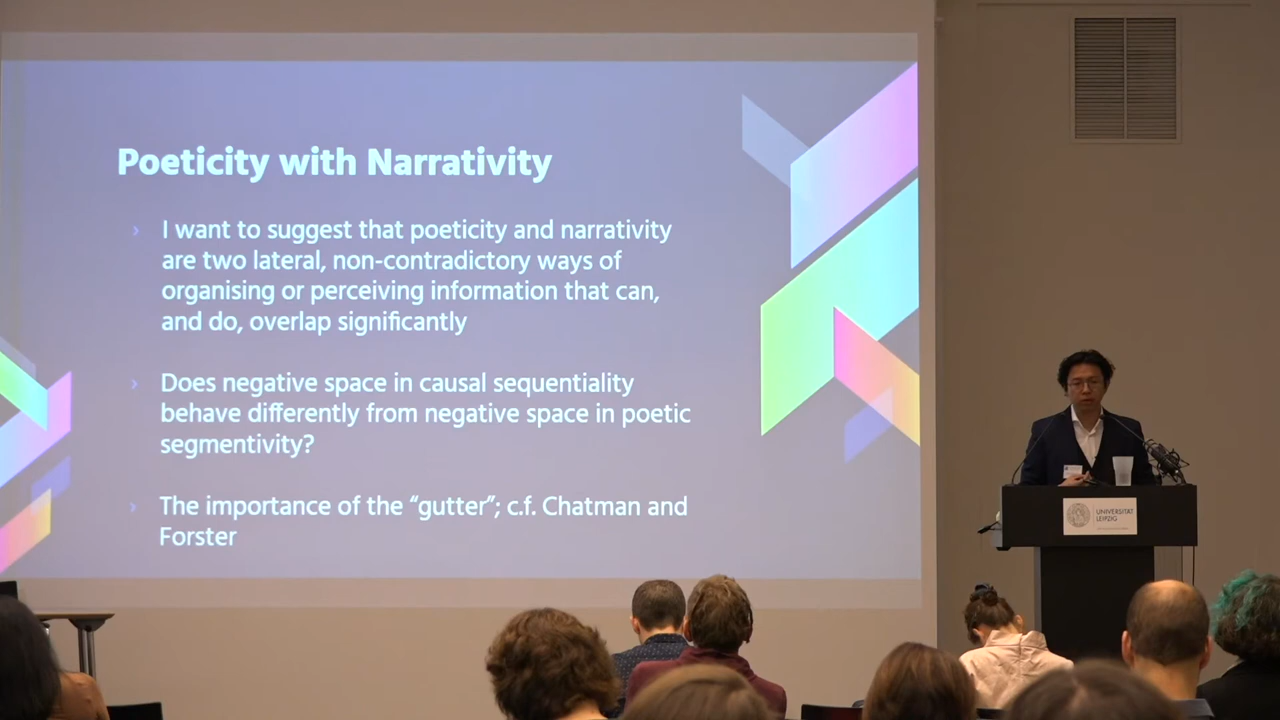 Poeticity with Narrativity
› I want to suggest that poeticity and narrativity
are two lateral, non-contradictory ways of
organising or perceiving information that can,
and do, overlap significantly
› Does negative space in causal sequentiality
behave differently from negative space in poetic
segmentivity?
› The importance of the “gutter”; c.f. Chatman and
Forster
UNIVERSITÄT
LEIPZIG